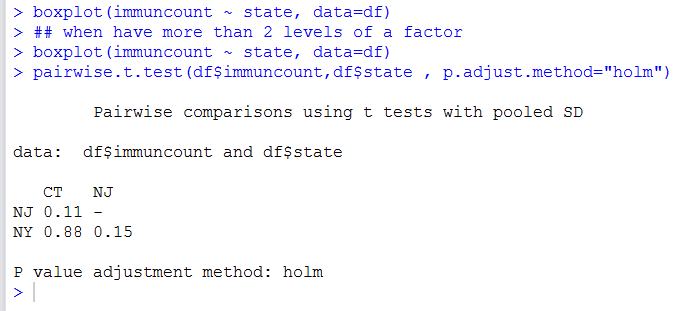 > boxplot(immuncount ~ state, data=df)
> ## when have more than 2 levels of a factor
> boxplot(immuncount ~ state, data=df)
> pairwise.t.test(df$immuncount,df$state , p.adjust.method="holm")
        Pairwise comparisons using t tests with pooled SD
data:  df$immuncount and df$state
   CT   NJ
NJ 0.11 -
NY 0.88 0.15
P value adjustment method: holm
>